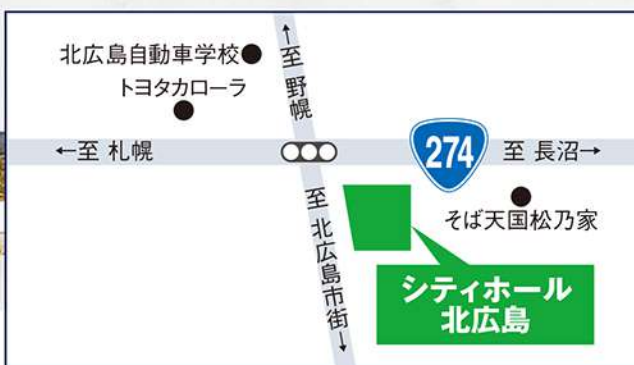 北広島自動車学校
トヨタカローラ
←至 野幌
←至 札幌
274
至 長沼→
そば天国松乃家
至 北広島市街→
シティホール
北広島